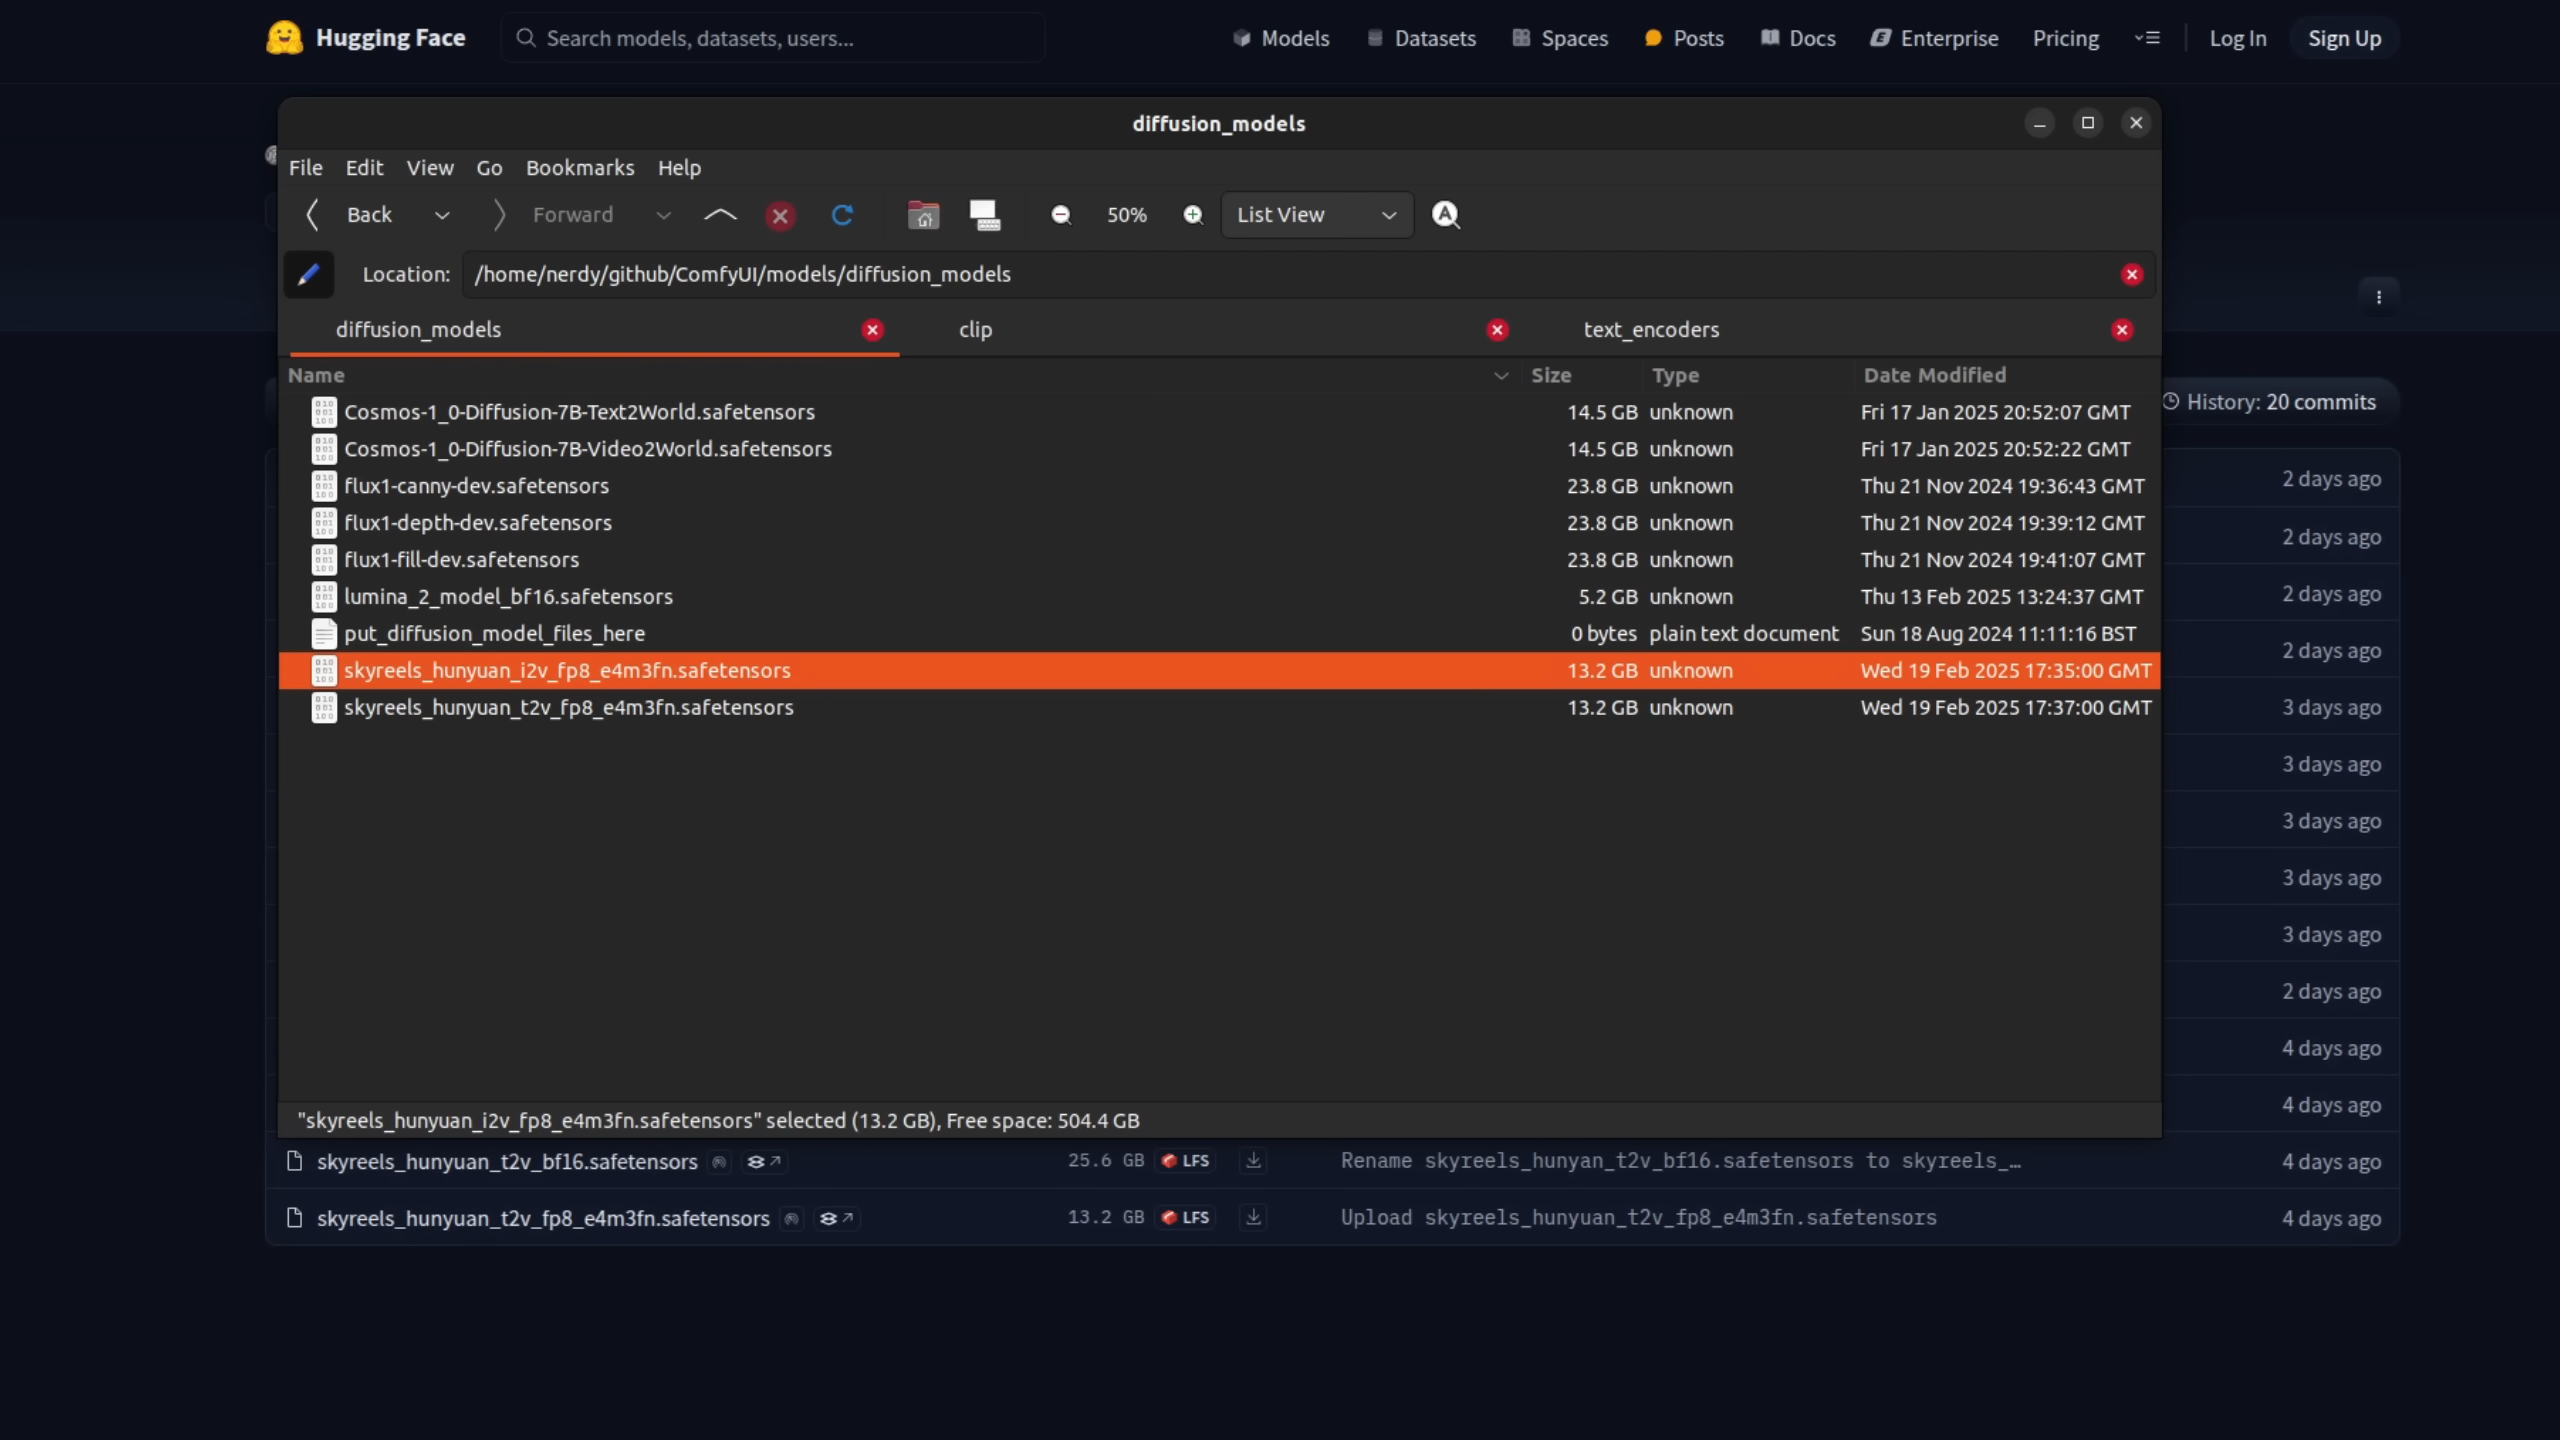 Hugging Face Search models, datasets, users... Models Datasets Spaces Posts Docs Enterprise Pricing Log In Sign Up
diffusion_models
File Edit View Go Bookmarks Help
Back Forward 50% List View
Location: /home/nerdy/github/ComfyUI/models/diffusion_models
diffusion_models clip text_encoders
Name Size Type Date Modified
History: 20 commits
Cosmos-1_0-Diffusion-7B-Text2World.safetensors 14.5 GB unknown Fri 17 Jan 2025 20:52:07 GMT
Cosmos-1_0-Diffusion-7B-Video2World.safetensors 14.5 GB unknown Fri 17 Jan 2025 20:52:22 GMT
2 days ago
flux1-canny-dev.safetensors 23.8 GB unknown Thu 21 Nov 2024 19:36:43 GMT
flux1-depth-dev.safetensors 23.8 GB unknown Thu 21 Nov 2024 19:39:12 GMT
2 days ago
flux1-fill-dev.safetensors 23.8 GB unknown Thu 21 Nov 2024 19:41:07 GMT
lumina_2_model_bf16.safetensors 5.2 GB unknown Thu 13 Feb 2025 13:24:37 GMT
2 days ago
put_diffusion_model_files_here 0 bytes plain text document Sun 18 Aug 2024 11:11:16 BST
2 days ago
skyreels_hunyuan_i2v_fp8_e4m3fn.safetensors 13.2 GB unknown Wed 19 Feb 2025 17:35:00 GMT
skyreels_hunyuan_t2v_fp8_e4m3fn.safetensors 13.2 GB unknown Wed 19 Feb 2025 17:37:00 GMT
3 days ago
3 days ago
3 days ago
3 days ago
3 days ago
2 days ago
4 days ago
4 days ago
"skyreels_hunyuan_i2v_fp8_e4m3fn.safetensors" selected (13.2 GB), Free space: 504.4 GB
skyreels_hunyuan_t2v_bf16.safetensors 25.6 GB LFS Rename skyreels_hunyan_t2v_bf16.safetensors to skyreels_… 4 days ago
skyreels_hunyuan_t2v_fp8_e4m3fn.safetensors 13.2 GB LFS Upload skyreels_hunyuan_t2v_fp8_e4m3fn.safetensors 4 days ago